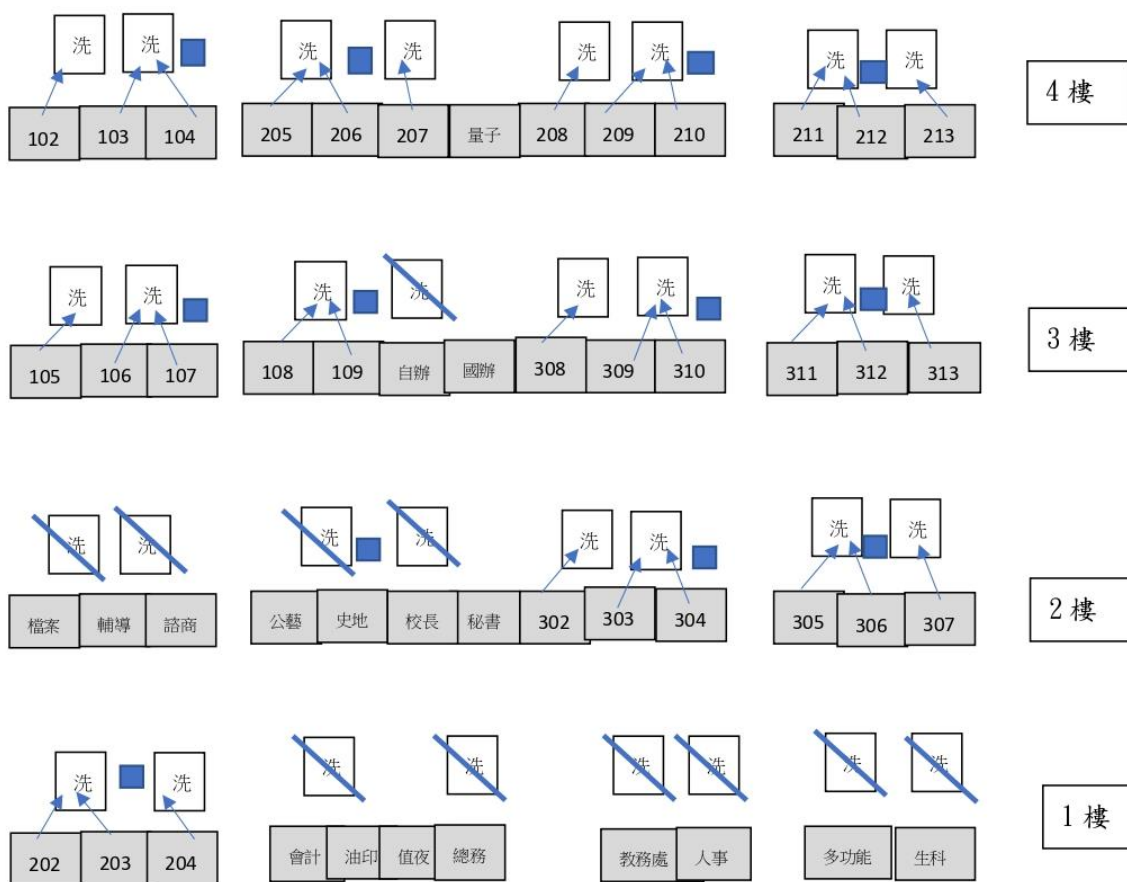 洗 洗 洗 洗 洗 洗 洗 洗
4 樓
102 103 104 205 206 207 量子 208 209 210 211 212 213
洗 洗 洗 洗 洗 洗 洗 洗
3 樓
105 106 107 108 109 自辦 國辦 308 309 310 311 312 313
洗 洗 洗 洗 洗 洗 洗 洗
2 樓
檔案 輔導 諮商 公藝 史地 校長 秘書 302 303 304 305 306 307
洗 洗 洗 洗 洗 洗 洗 洗
1 樓
202 203 204 會計 油印 值夜 總務 教務處 人事 多功能 生科